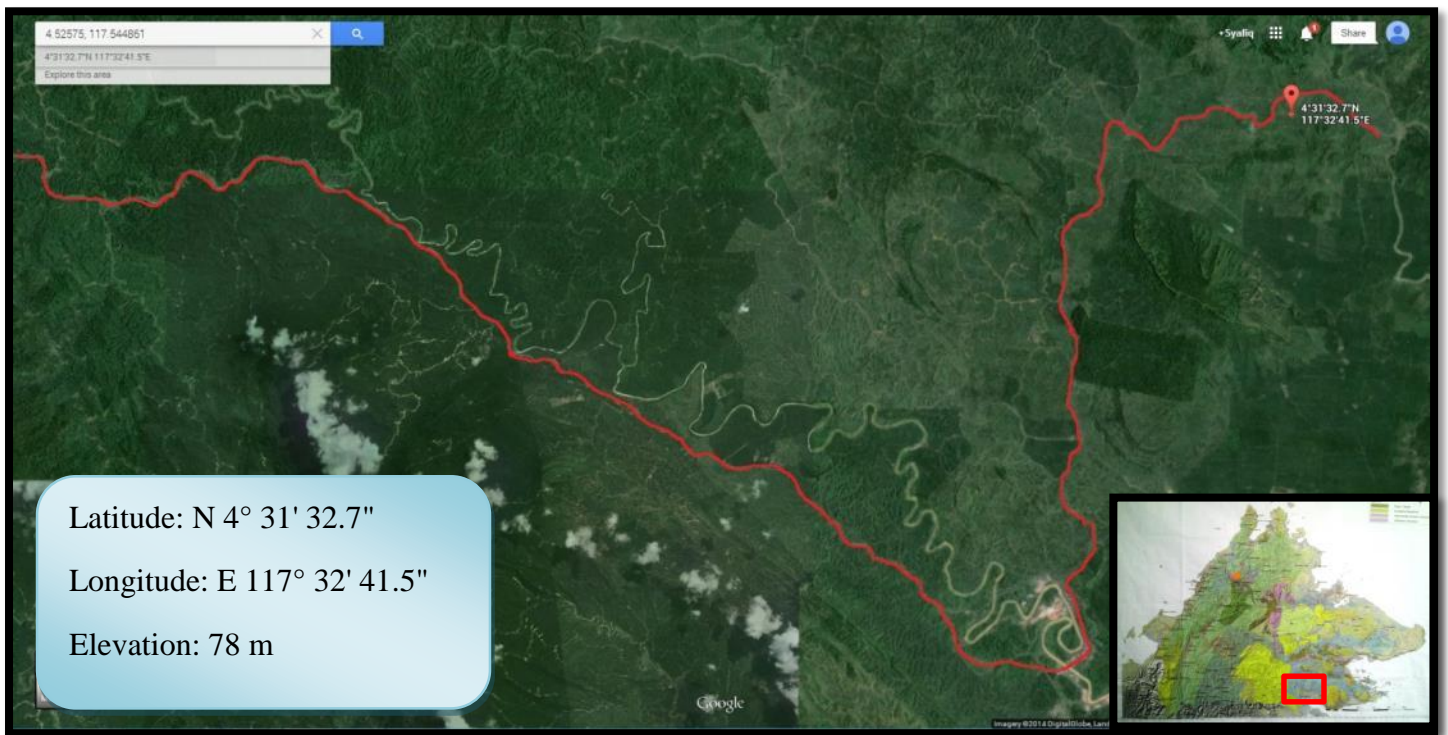 4.52575, 117.544861
4°31'32.7"N 117°32'41.5"E
Explore this area
+Syafiq
1
Share
4°31'32.7"N
117°32'41.5"E
Latitude: N 4° 31' 32.7"
Longitude: E 117° 32' 41.5"
Elevation: 78 m
Google
Imagery ©2014 DigitalGlobe, Land